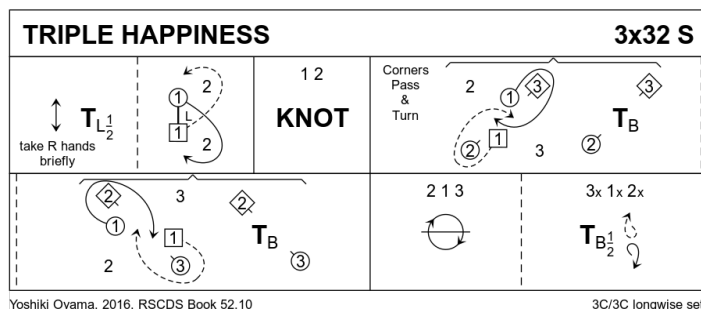 TRIPLE HAPPINESS 3x32 S
T L 1/2
take R hands
briefly
2
1
L
1
2
1 2
KNOT
Corners
Pass
&
Turn
2 1 3 3
T B
2 1 3 2
2 3 2
1 1 T B
2 3 3
2 1 3
3x 1x 2x
T B 1/2
Yoshiki Oyama, 2016, RSCDS Book 52.10 3C/3C longwise set